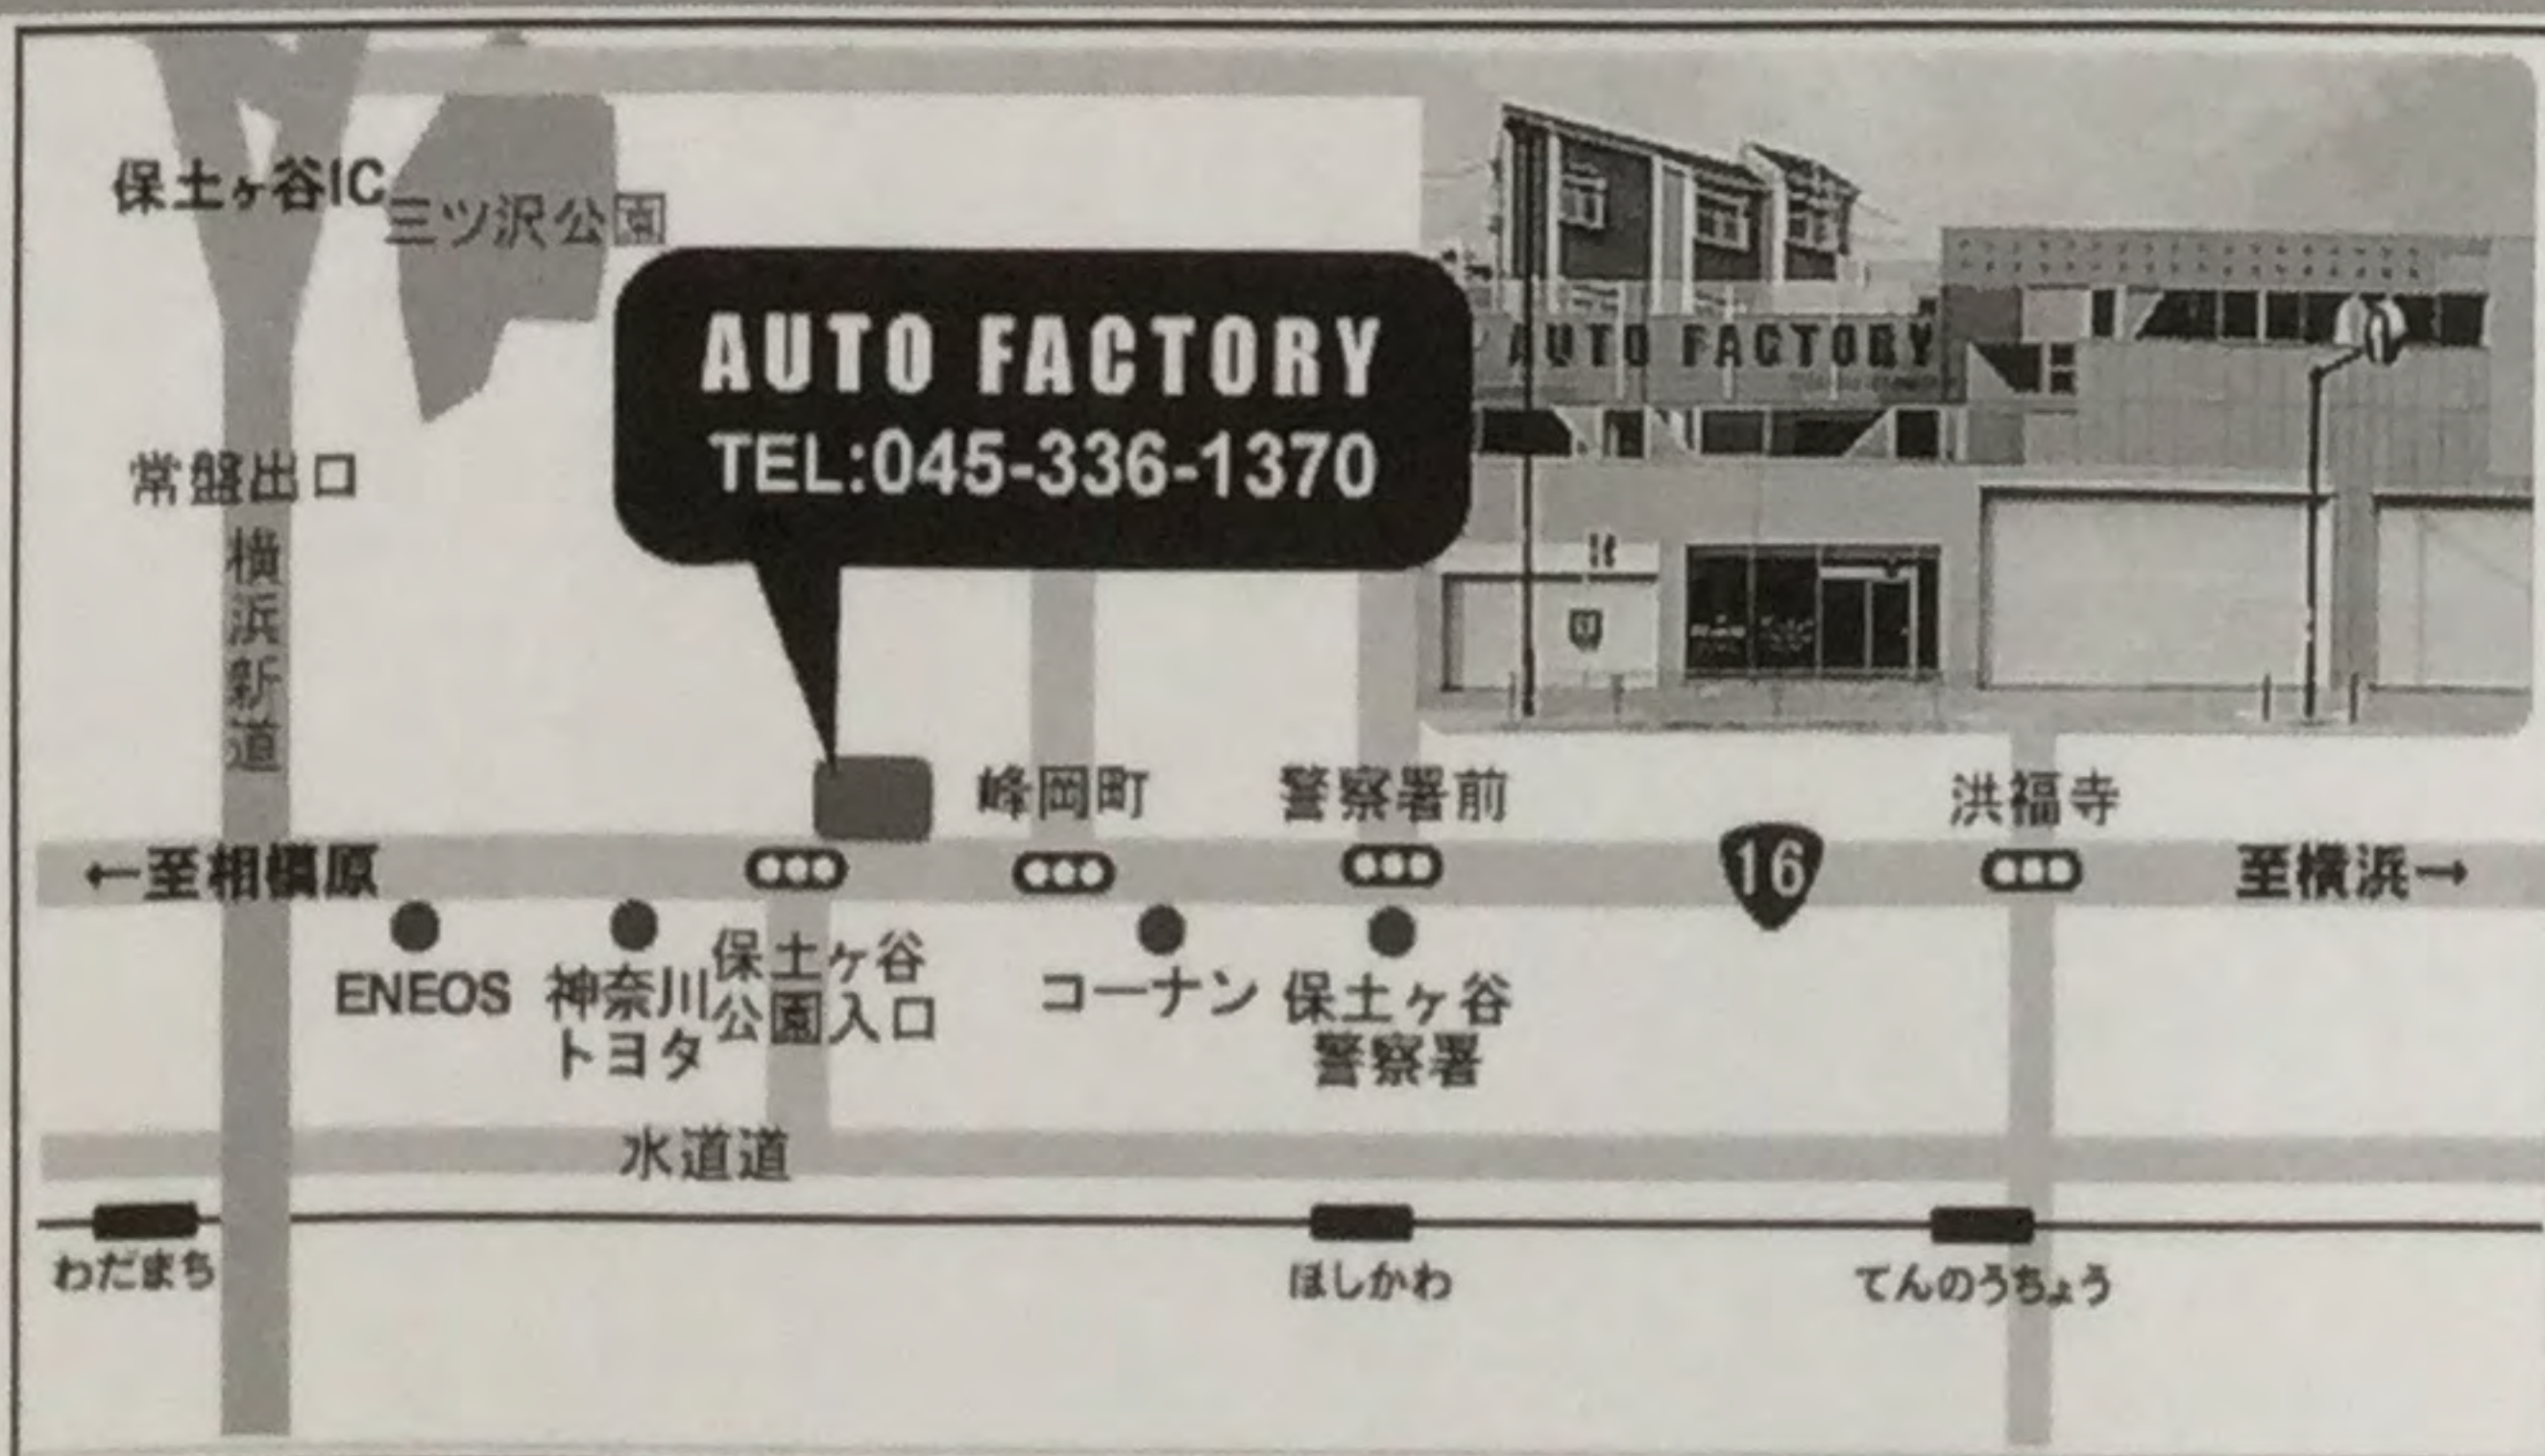 保土ヶ谷IC
三ツ沢公園
AUTO FACTORY
TEL:045-336-1370
AUTO FACTORY
常盤出口
横浜新道
峰岡町
警察署前
洪福寺
←至相模原
16
至横浜→
ENEOS
神奈川
トヨタ
保土ヶ谷
公園入口
コーナン
保土ヶ谷
警察署
水道道
わだまち
ほしかわ
てんのうちょう